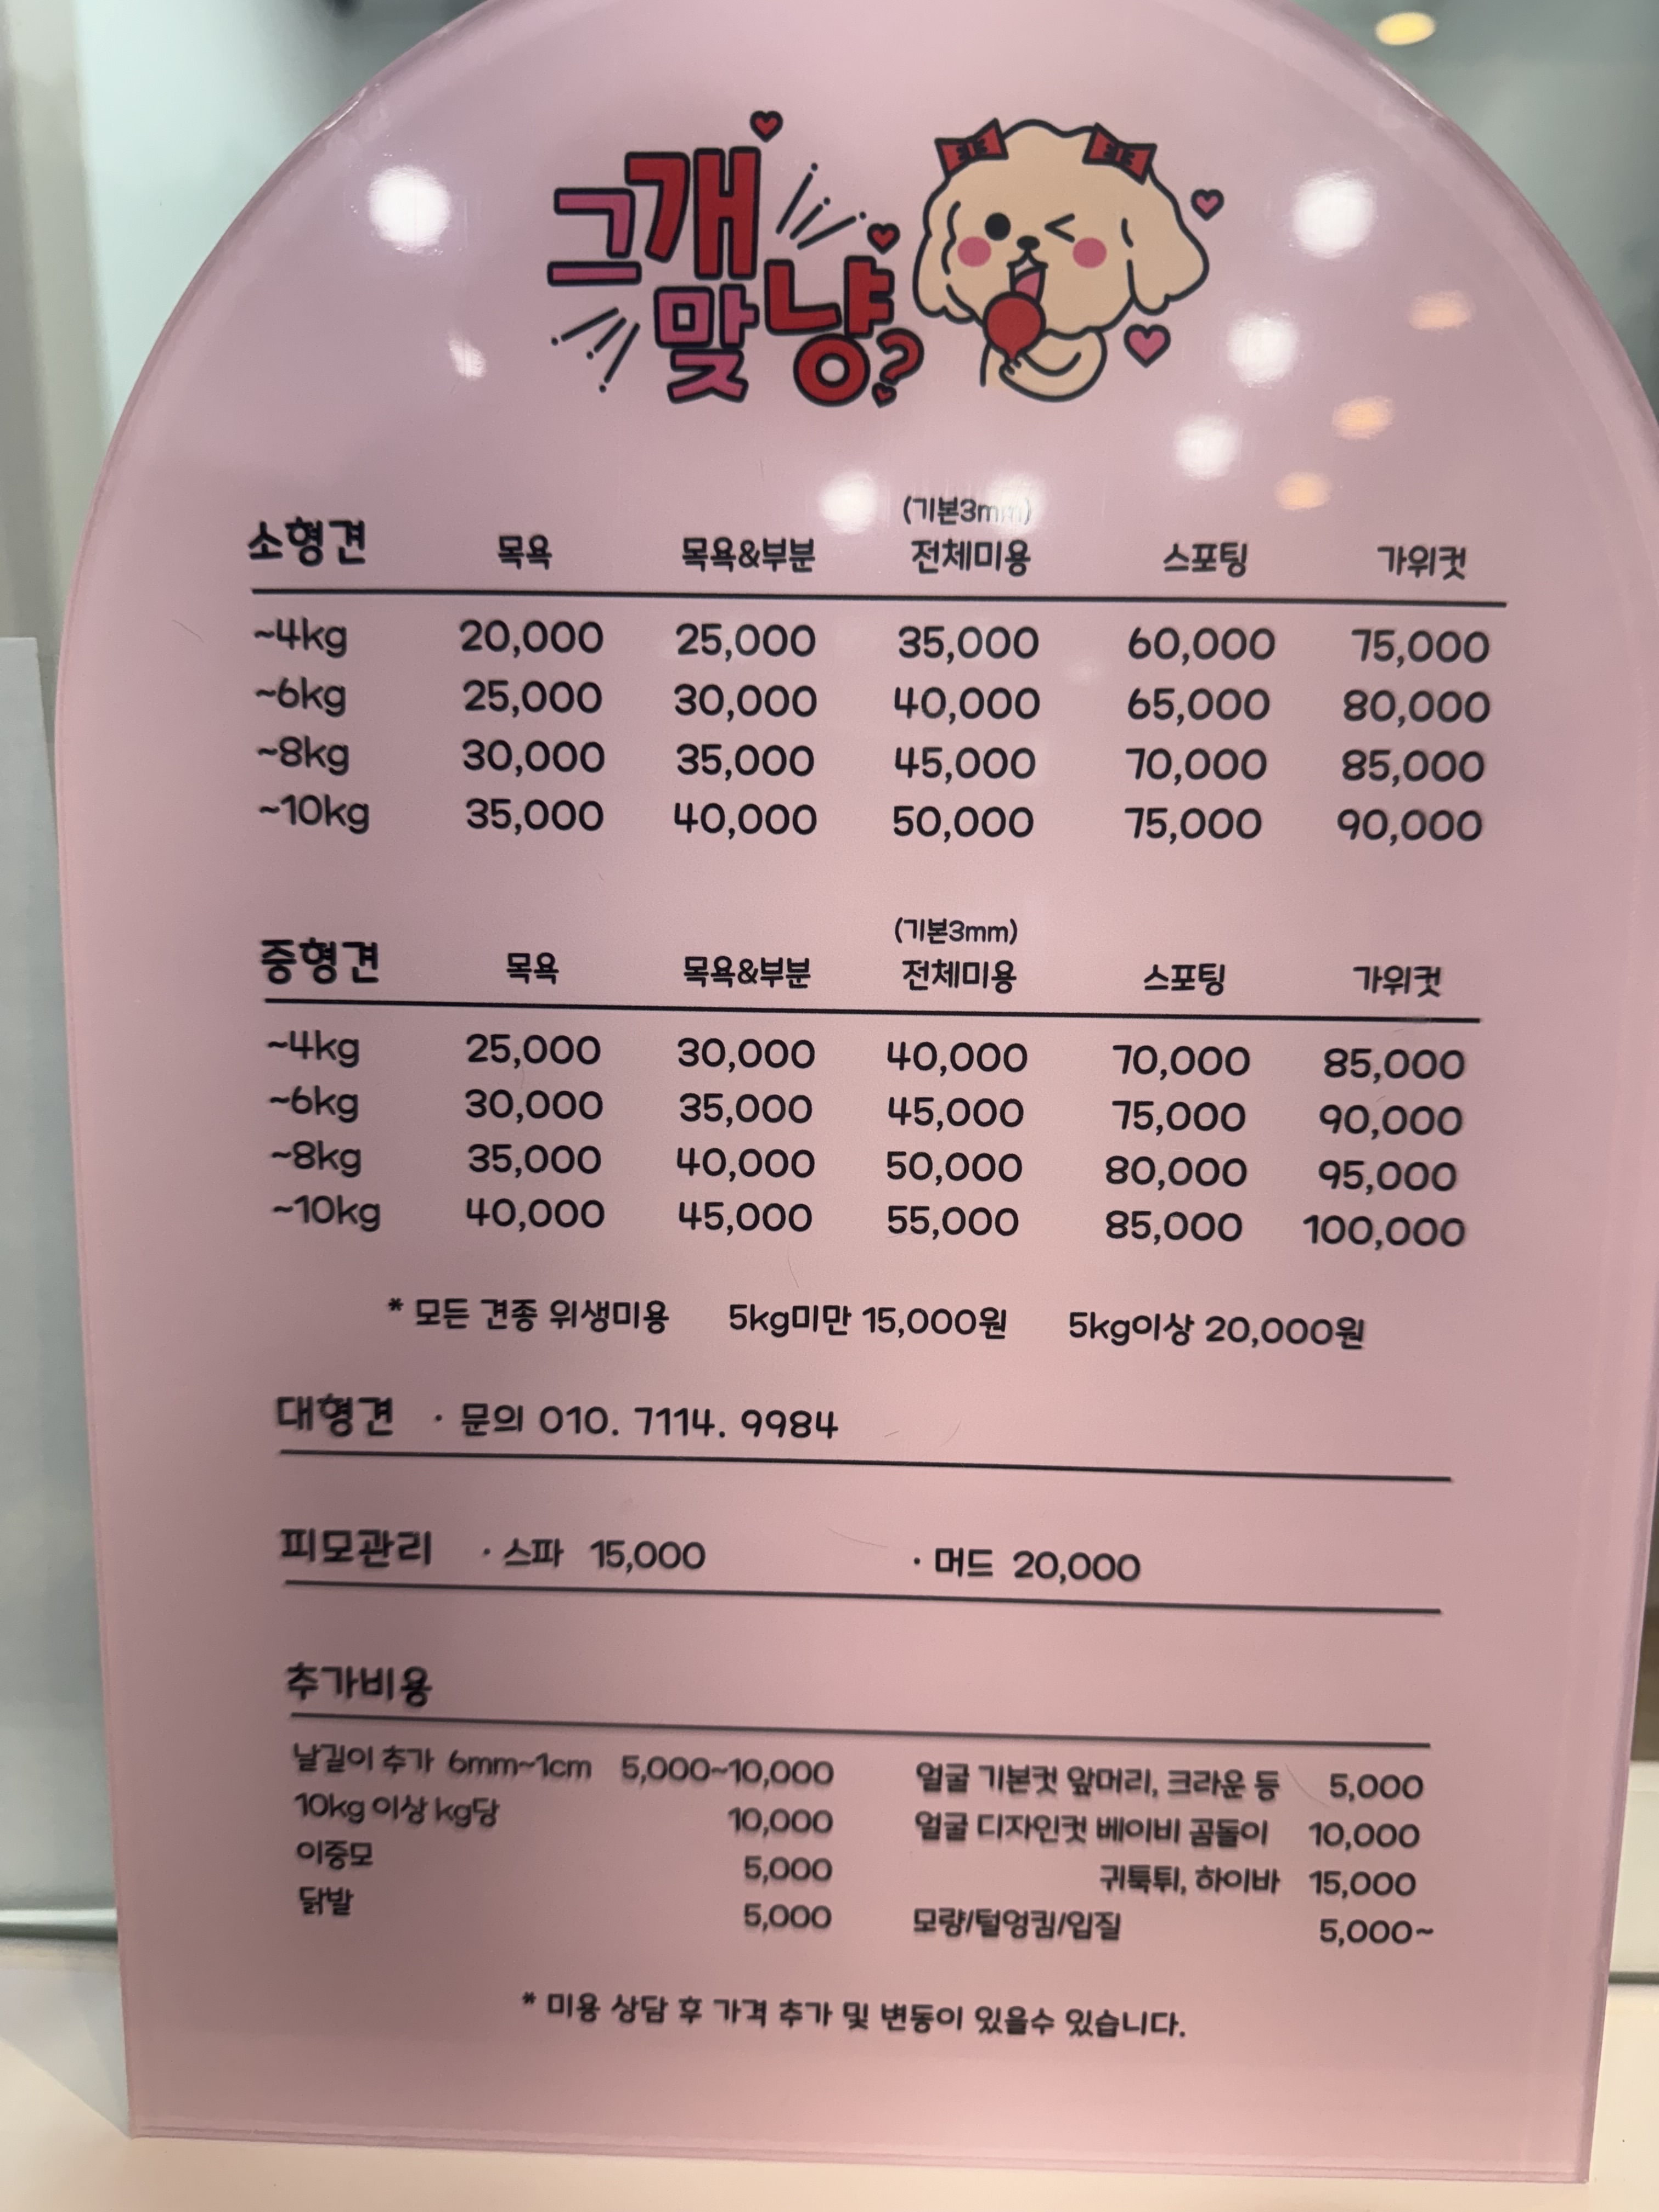 그개
맞냥?
(기본3mm)
소형견 목욕 목욕&부분 전체미용 스포팅 가위컷
~4kg 20,000 25,000 35,000 60,000 75,000
~6kg 25,000 30,000 40,000 65,000 80,000
~8kg 30,000 35,000 45,000 70,000 85,000
~10kg 35,000 40,000 50,000 75,000 90,000
(기본3mm)
중형견 목욕 목욕&부분 전체미용 스포팅 가위컷
~4kg 25,000 30,000 40,000 70,000 85,000
~6kg 30,000 35,000 45,000 75,000 90,000
~8kg 35,000 40,000 50,000 80,000 95,000
~10kg 40,000 45,000 55,000 85,000 100,000
* 모든 견종 위생미용 5kg미만 15,000원 5kg이상 20,000원
대형견 · 문의 010. 7114. 9984
피모관리 · 스파 15,000 · 머드 20,000
추가비용
날길이 추가 6mm~1cm 5,000~10,000 얼굴 기본컷 앞머리, 크라운 등 5,000
10kg 이상 kg당 10,000 얼굴 디자인컷 베이비 곰돌이 10,000
이중모 5,000 귀툭튀, 하이바 15,000
닭발 5,000 모량/털엉킴/입질 5,000~
* 미용 상담 후 가격 추가 및 변동이 있을수 있습니다.